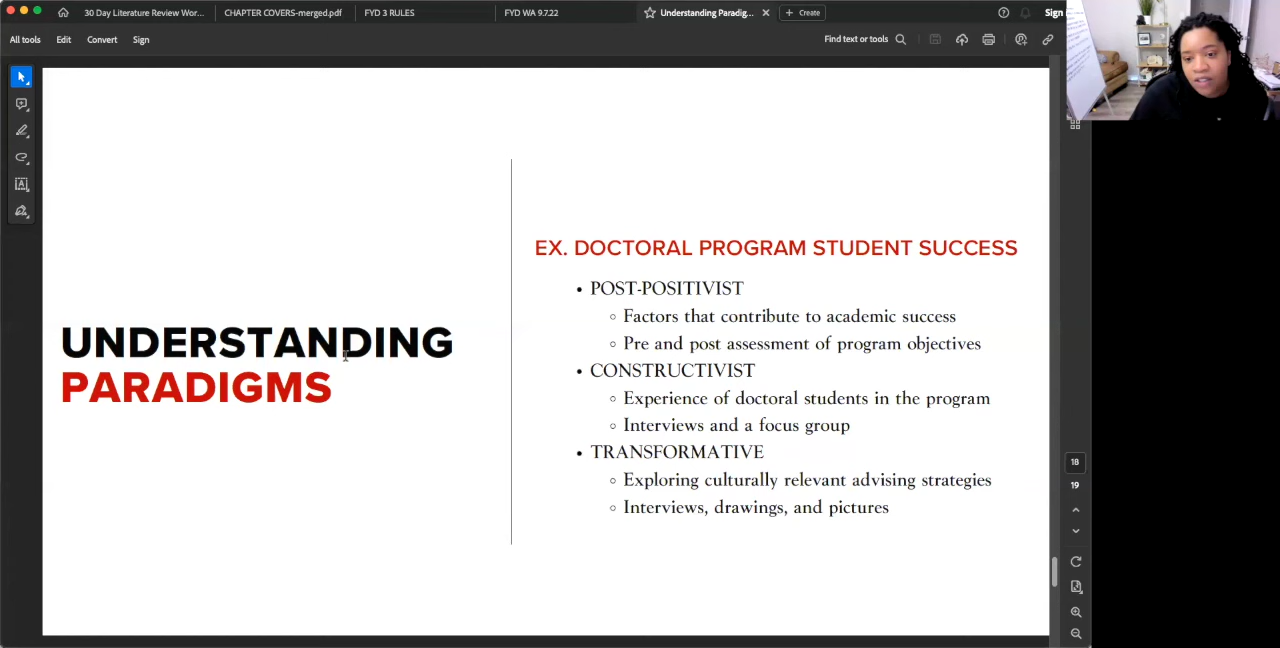 30 Day Literature Review Wor...
CHAPTER COVERS-merged.pdf
FYD 3 RULES
FYD WA 9.7.22
Understanding Paradig...
Create
Sign
All tools
Edit
Convert
Sign
Find text or tools
UNDERSTANDING
PARADIGMS
EX. DOCTORAL PROGRAM STUDENT SUCCESS
• POST-POSITIVIST
◦ Factors that contribute to academic success
◦ Pre and post assessment of program objectives
• CONSTRUCTIVIST
◦ Experience of doctoral students in the program
◦ Interviews and a focus group
• TRANSFORMATIVE
◦ Exploring culturally relevant advising strategies
◦ Interviews, drawings, and pictures
18
19